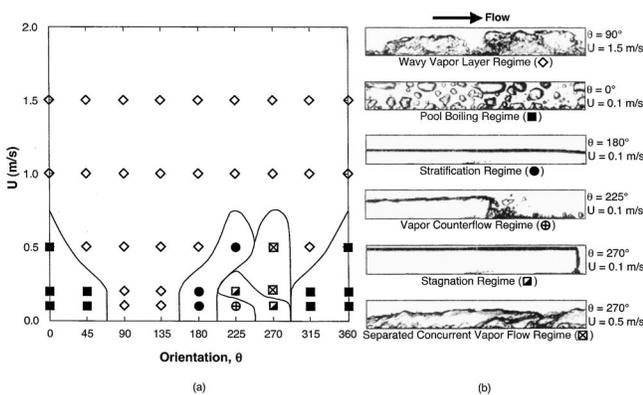 (a)
2.0
1.5
1.0
0.5
0.0
U (m/s)
0 45 90 135 180 225 270 315 360
Orientation, θ
(a)
(b)
Flow
θ = 90°
U = 1.5 m/s
Wavy Vapor Layer Regime (◇)
θ = 0°
U = 0.1 m/s
Pool Boiling Regime (■)
θ = 180°
U = 0.1 m/s
Stratification Regime (●)
θ = 225°
U = 0.1 m/s
Vapor Counterflow Regime (⊕)
θ = 270°
U = 0.1 m/s
Stagnation Regime (◪)
θ = 270°
U = 0.5 m/s
Separated Concurrent Vapor Flow Regime (⊠)
(b)